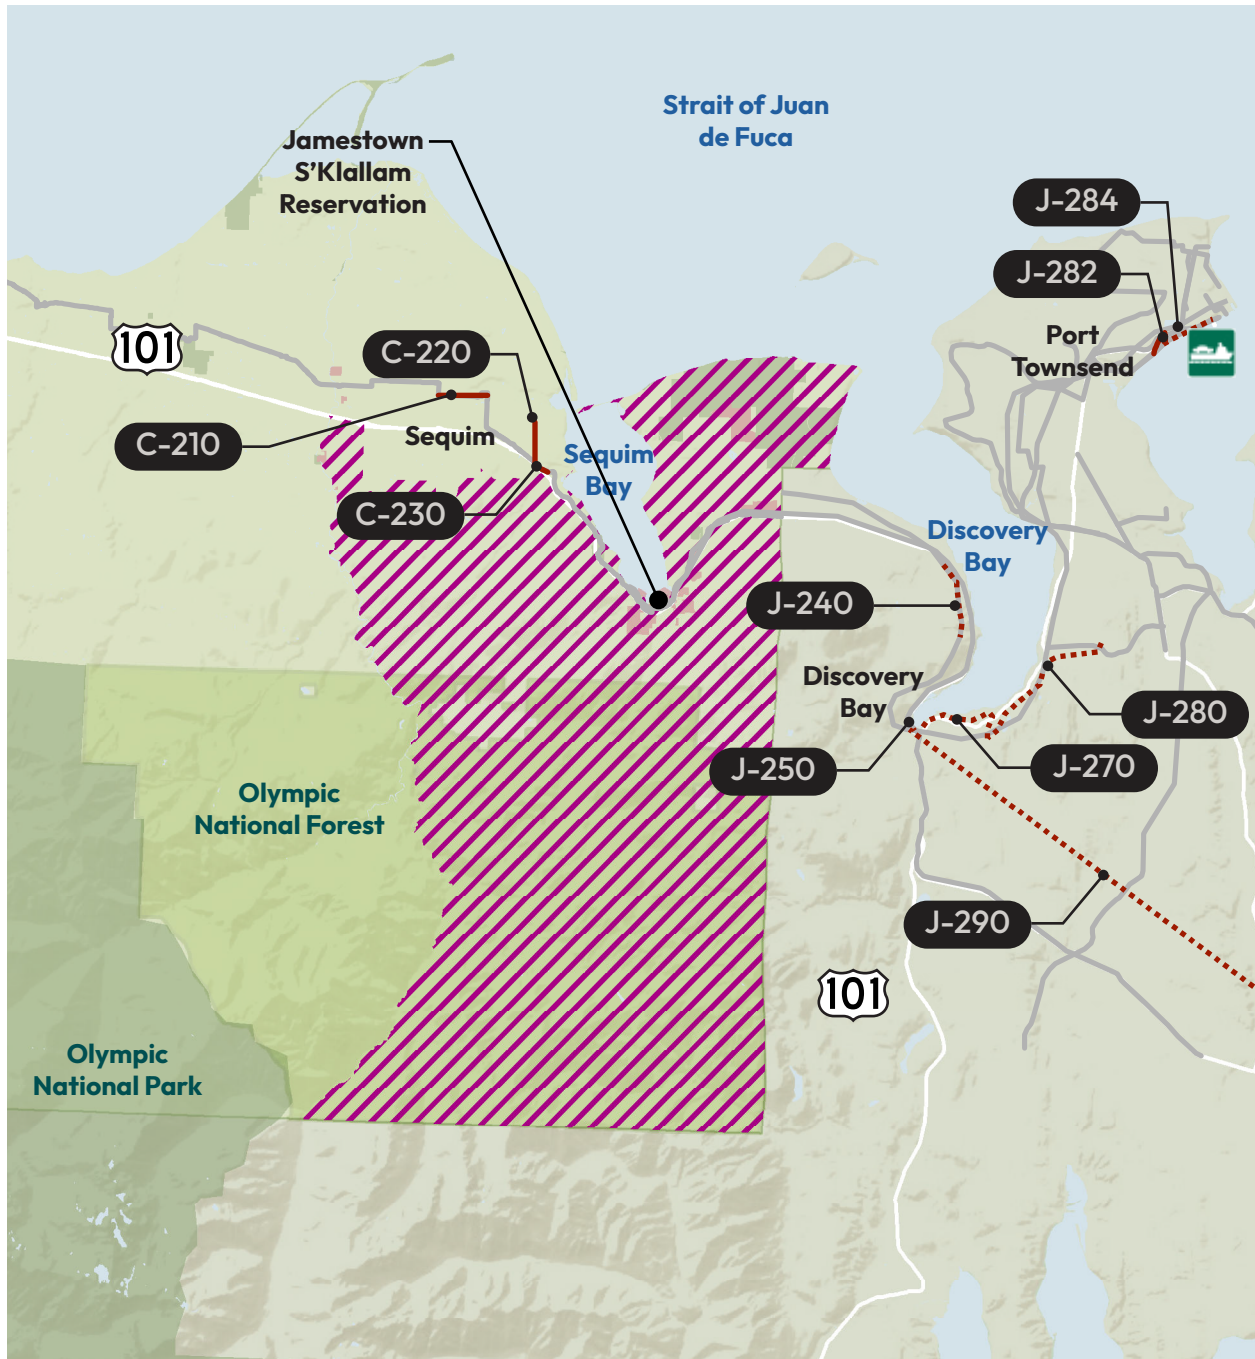 Strait of Juan
de Fuca
Jamestown
S’Klallam
Reservation
J-284
J-282
Port
Townsend
101
C-220
C-210
Sequim
Sequim
Bay
C-230
Discovery
Bay
J-240
Discovery
Bay
J-280
J-250
J-270
Olympic
National Forest
J-290
101
Olympic
National Park